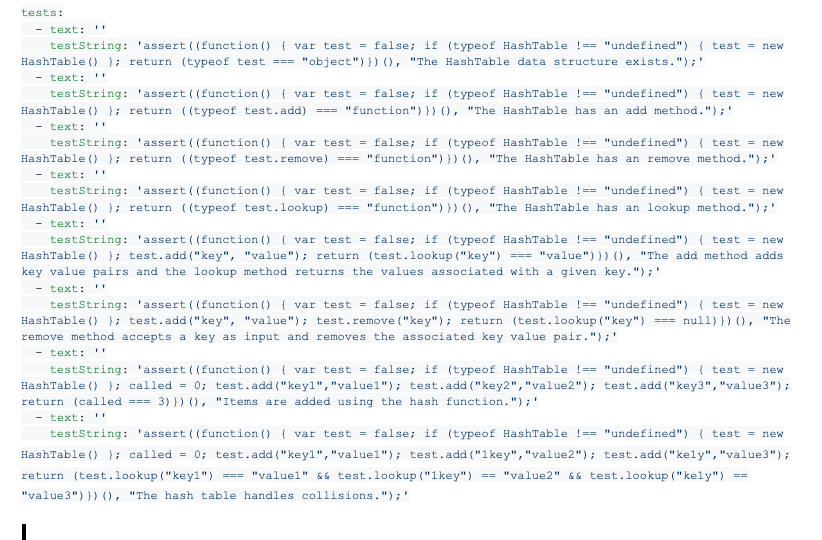 tests:
  - text: ''
    testString: 'assert((function() { var test = false; if (typeof HashTable !== "undefined") { test = new
HashTable() }; return (typeof test === "object")})(), "The HashTable data structure exists.");'
  - text: ''
    testString: 'assert((function() { var test = false; if (typeof HashTable !== "undefined") { test = new
HashTable() }; return ((typeof test.add) === "function")})(), "The HashTable has an add method.");'
  - text: ''
    testString: 'assert((function() { var test = false; if (typeof HashTable !== "undefined") { test = new
HashTable() }; return ((typeof test.remove) === "function")})(), "The HashTable has an remove method.");'
  - text: ''
    testString: 'assert((function() { var test = false; if (typeof HashTable !== "undefined") { test = new
HashTable() }; return ((typeof test.lookup) === "function")})(), "The HashTable has an lookup method.");'
  - text: ''
    testString: 'assert((function() { var test = false; if (typeof HashTable !== "undefined") { test = new
HashTable() }; test.add("key", "value"); return (test.lookup("key") === "value")})(), "The add method adds
key value pairs and the lookup method returns the values associated with a given key.");'
  - text: ''
    testString: 'assert((function() { var test = false; if (typeof HashTable !== "undefined") { test = new
HashTable() }; test.add("key", "value"); test.remove("key"); return (test.lookup("key") === null)})(), "The
remove method accepts a key as input and removes the associated key value pair.");'
  - text: ''
    testString: 'assert((function() { var test = false; if (typeof HashTable !== "undefined") { test = new
HashTable() }; called = 0; test.add("key1","value1"); test.add("key2","value2"); test.add("key3","value3");
return (called === 3)})(), "Items are added using the hash function.");'
  - text: ''
    testString: 'assert((function() { var test = false; if (typeof HashTable !== "undefined") { test = new
HashTable() }; called = 0; test.add("key1","value1"); test.add("1key","value2"); test.add("ke1y","value3");
return (test.lookup("key1") === "value1" && test.lookup("1key") == "value2" && test.lookup("ke1y") ==
"value3")})(), "The hash table handles collisions.");'